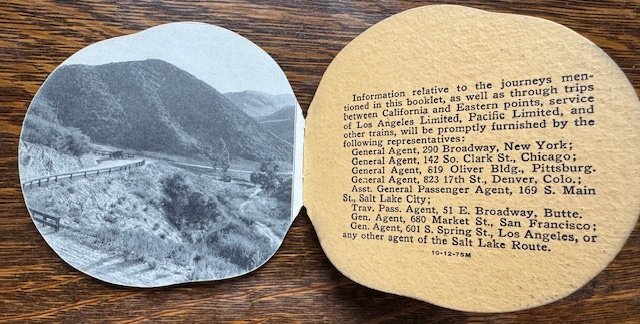 Information relative to the journeys men-
tioned in this booklet, as well as through trips
between California and Eastern points, service
of Los Angeles Limited, Pacific Limited, and
other trains, will be promptly furnished by the
following representatives:
General Agent, 290 Broadway, New York;
General Agent, 142 So. Clark St., Chicago;
General Agent, 819 Oliver Bldg., Pittsburg.
General Agent, 823 17th St., Denver, Colo.;
Asst. General Passenger Agent, 169 S. Main
St., Salt Lake City;
Trav. Pass. Agent, 51 E. Broadway, Butte.
Gen. Agent, 680 Market St., San Francisco;
Gen. Agent, 601 S. Spring St., Los Angeles, or
any other agent of the Salt Lake Route.
10-12-75M